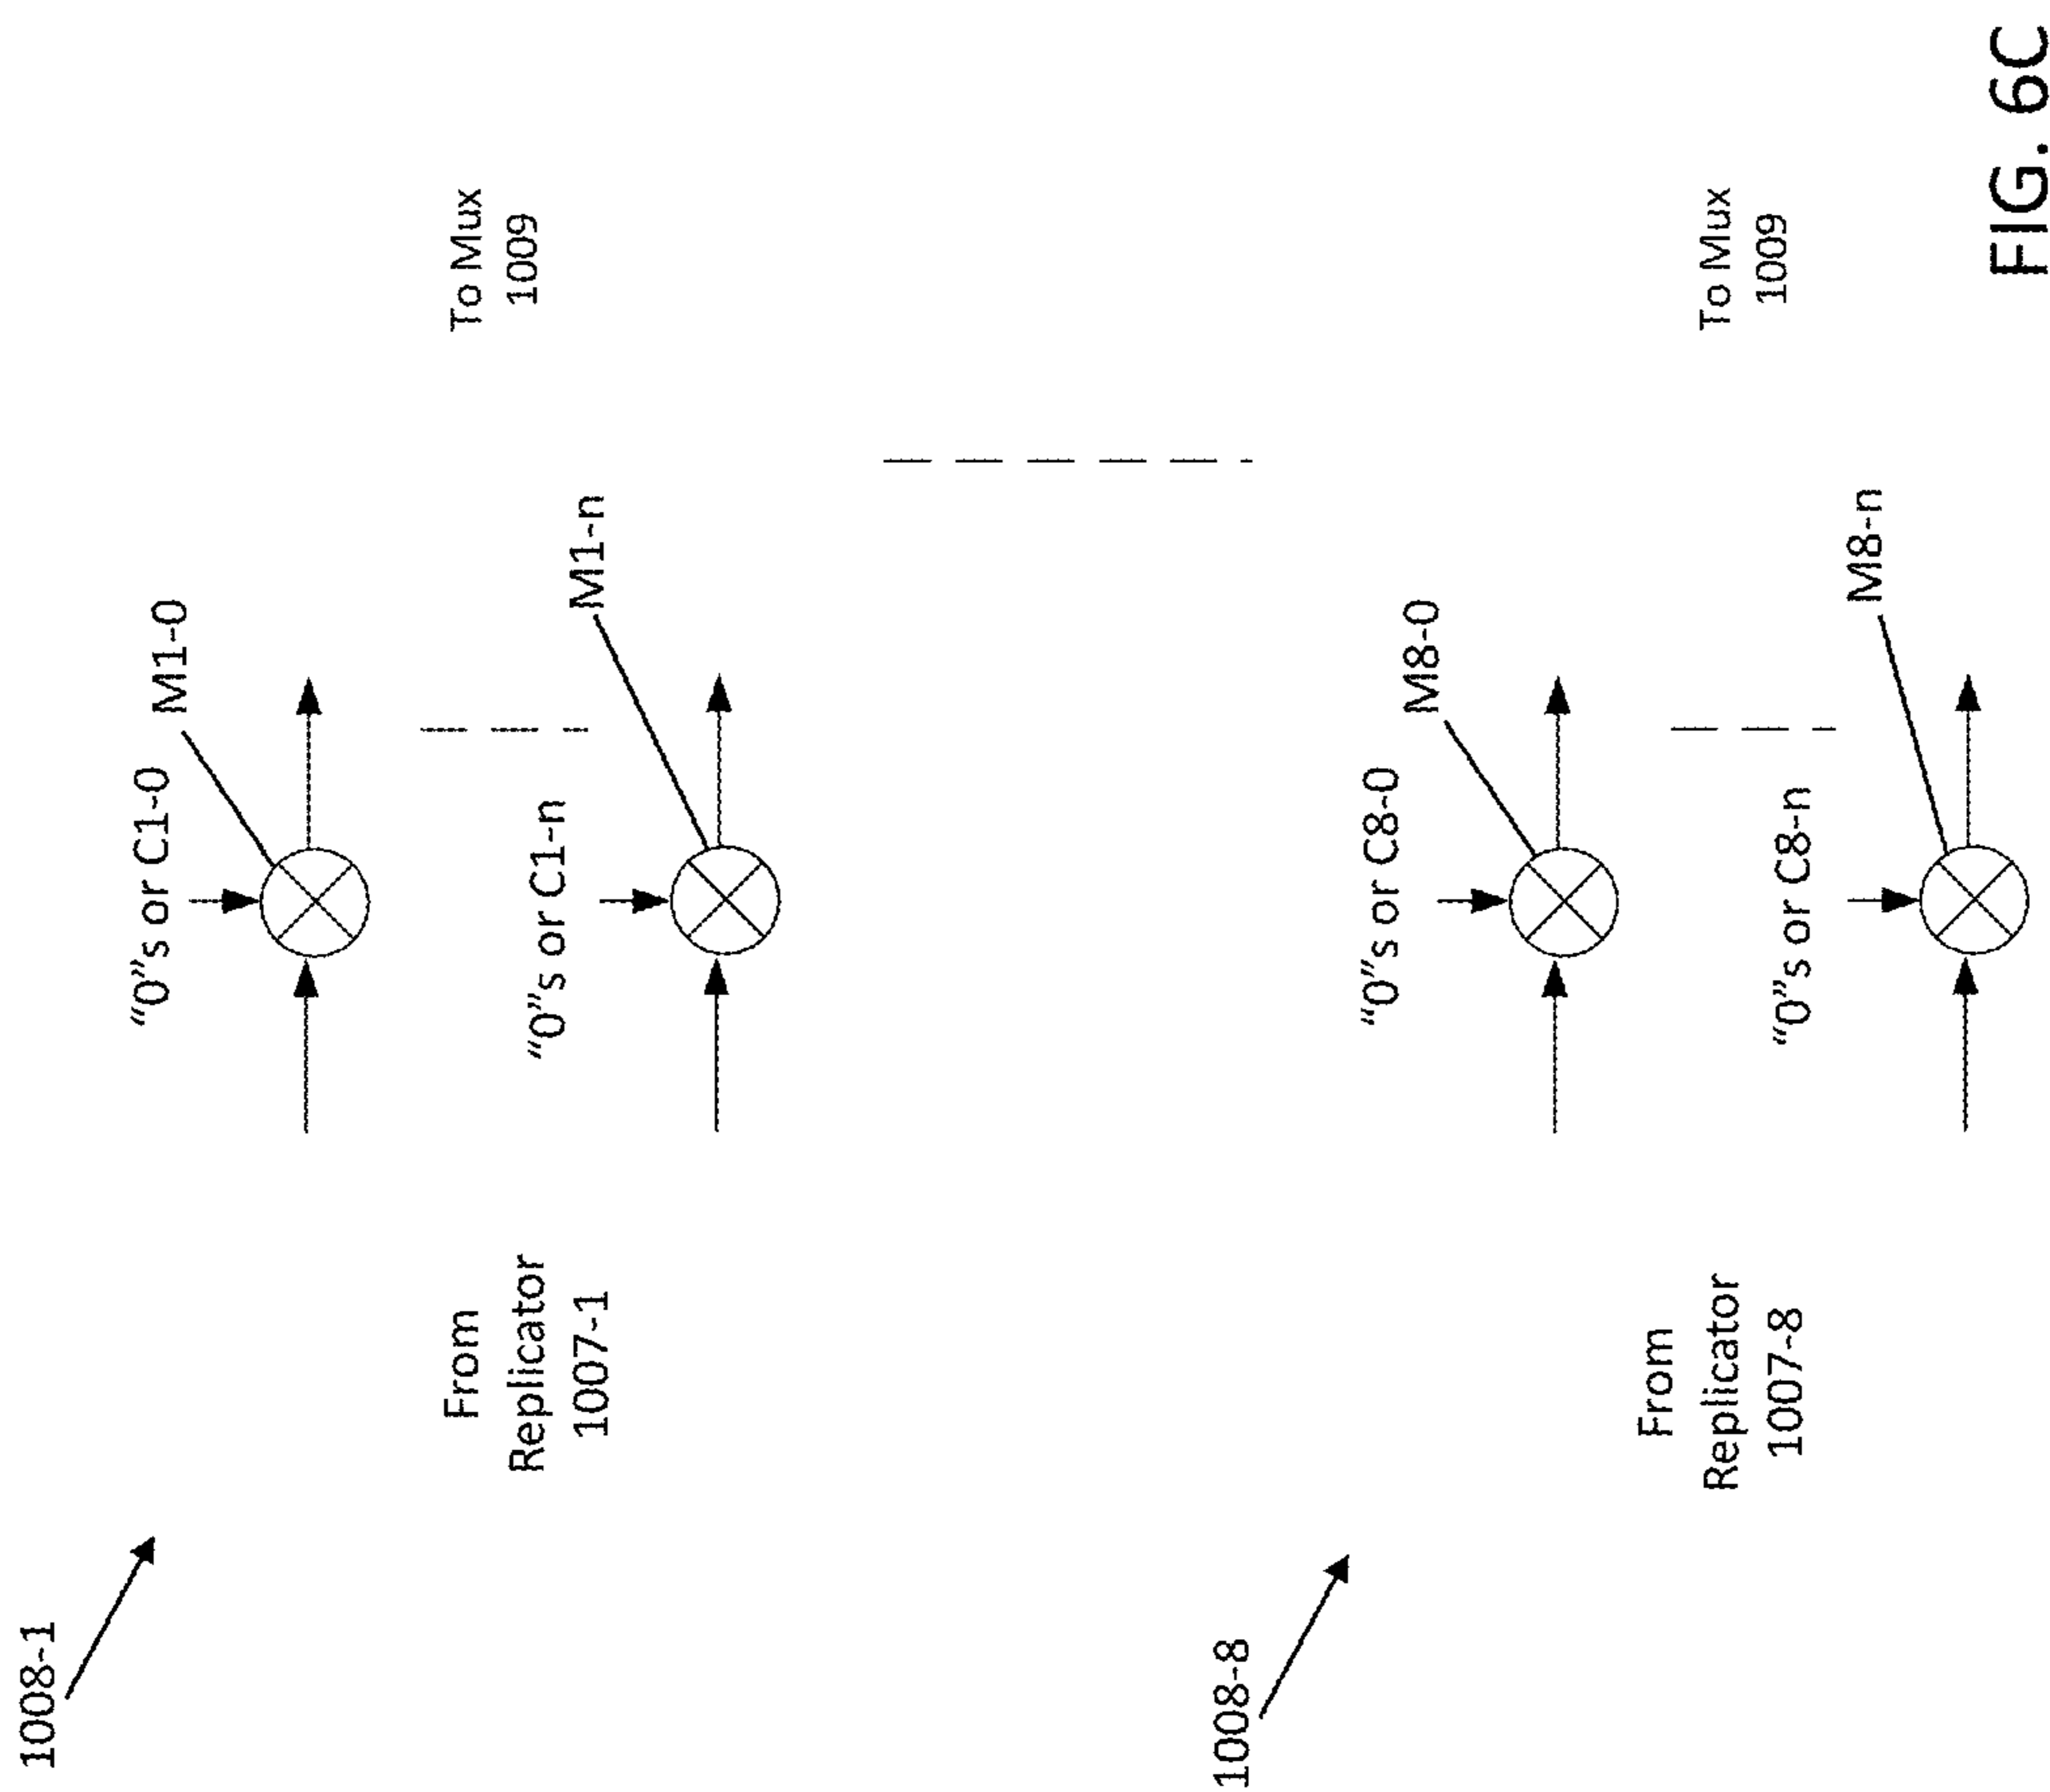 1008-1
"0"s or C1-0
M1-0
From
Replicator
1007-1
"0"s or C1-n
M1-n
To Mux
1009
1008-8
"0"s or C8-0
M8-0
From
Replicator
1007-8
"0"s or C8-n
M8-n
To Mux
1009
FIG. 6C